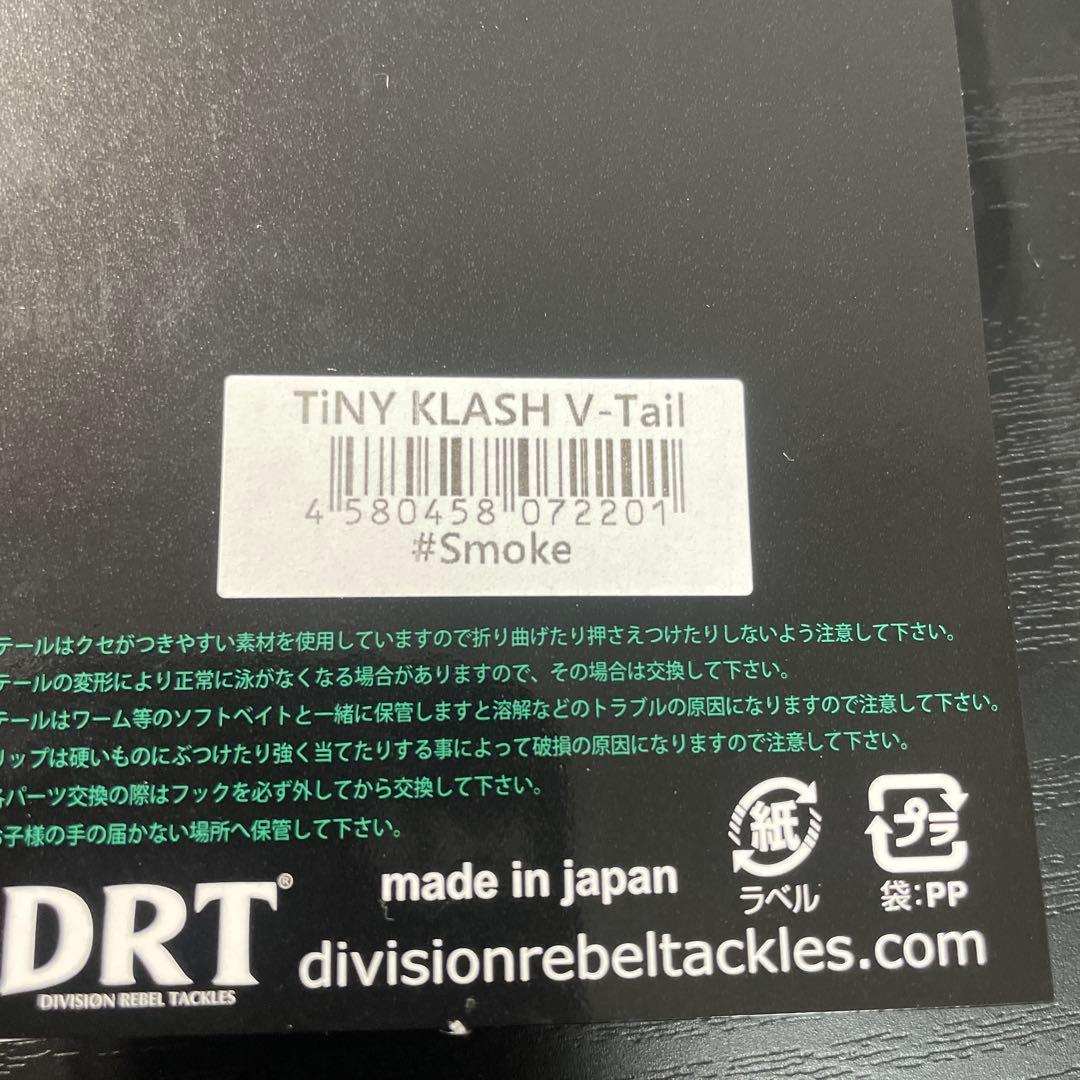 TiNY KLASH V-Tail
4 580458 072201
#Smoke
テールはクセがつきやすい素材を使用していますので折り曲げたり押さえつけたりしないよう注意して下さい。
テールの変形により正常に泳がなくなる場合がありますので、その場合は交換して下さい。
テールはワーム等のソフトベイトと一緒に保管しますと溶解などのトラブルの原因になりますので注意して下さい。
リップは硬いものにぶつけたり強く当てたりする事によって破損の原因になりますので注意して下さい。
各パーツ交換の際はフックを必ず外してから交換して下さい。
お子様の手の届かない場所へ保管して下さい。
紙
ラベル
プラ
袋:PP
DRT®
DIVISION REBEL TACKLES
made in japan
divisionrebeltackles.com